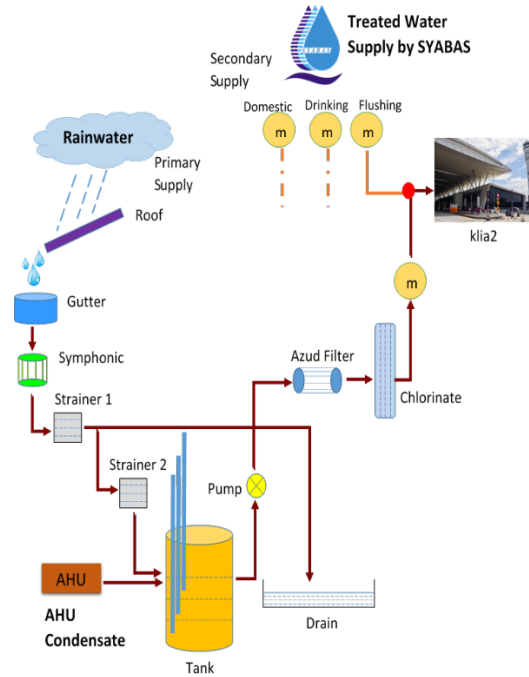 Treated Water
Supply by SYABAS
SYABAS
Secondary
Supply
Domestic
Drinking
Flushing
m
m
m
Rainwater
Primary
Supply
Roof
klia2
Gutter
m
Symphonic
Azud Filter
Chlorinate
Strainer 1
Strainer 2
Pump
AHU
AHU
Condensate
Drain
Tank